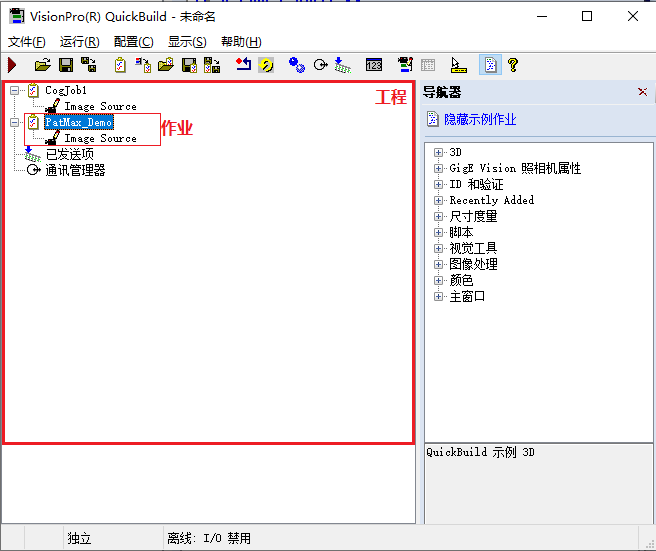 VisionPro(R) QuickBuild - 未命名
文件(F) 运行(R) 配置(C) 显示(S) 帮助(H)
123
CogJob1
工程
Image Source
PatMax_Demo
作业
Image Source
已发送项
通讯管理器
导航器
隐藏示例作业
3D
GigE Vision 照相机属性
ID 和验证
Recently Added
尺寸度量
脚本
视觉工具
图像处理
颜色
主窗口
QuickBuild 示例 3D
独立
离线: I/O 禁用